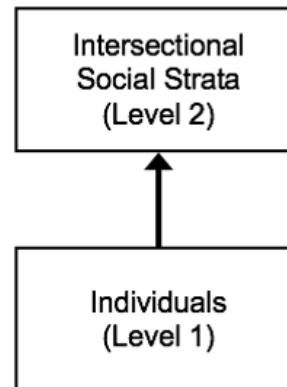 Intersectional
Social Strata
(Level 2)
Individuals
(Level 1)